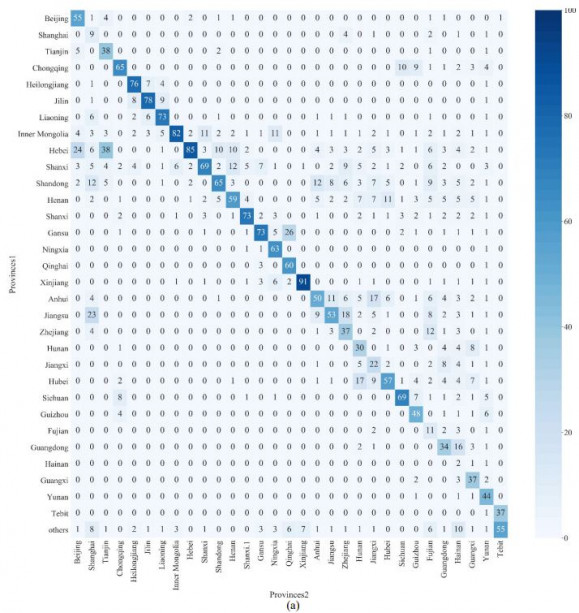 100
Beijing 55 1 4 0 0 0 0 0 2 0 1 1 0 0 0 0 0 0 0 0 0 0 0 0 0 1 1 1 0 0 1
Shanghai 0 9 0 0 0 0 0 0 0 0 0 0 0 0 0 0 0 0 0 4 0 0 0 0 0 2 0 1 0 0 0
Tianjin 5 0 38 0 0 0 0 0 0 0 2 0 0 0 0 0 0 0 0 0 0 0 0 0 0 0 0 1 0 0 0
Chongqing 0 0 0 65 0 0 0 0 0 0 0 0 0 0 0 0 0 0 0 0 1 0 0 10 9 0 1 2 3 4 0
Heilongjiang 0 1 0 0 76 7 4 0 0 0 0 0 0 0 0 0 0 0 0 0 0 0 0 0 0 0 0 1 0 0 0
Jilin 0 1 0 0 8 78 9 0 0 0 0 0 0 0 0 0 0 0 0 0 0 0 0 0 0 0 0 1 0 0 0
Liaoning 0 6 0 0 2 6 73 0 0 0 0 0 0 0 0 0 0 0 0 0 0 0 0 0 0 1 0 1 0 0 0
80
Inner Mongolia 4 3 3 0 2 3 5 82 2 11 2 2 1 1 11 0 0 1 1 1 1 2 0 0 1 2 1 2 1 0 0
Hebei 24 6 38 0 0 0 0 0 85 3 10 10 2 0 0 0 0 2 1 2 1 3 1 0 0 6 3 4 2 0 0
Shanxi 3 5 4 2 4 0 1 6 2 69 2 12 5 7 1 0 0 2 2 9 5 2 1 2 0 6 2 4 6 0 0
Shandong 2 12 5 0 0 0 0 0 1 5 65 3 0 0 0 0 0 12 8 6 3 7 5 1 0 9 3 5 2 1 0
Henan 0 2 0 1 0 0 0 0 1 2 5 59 4 0 0 0 0 5 2 2 7 7 11 1 3 5 5 5 5 1 0
Shanxi 0 0 0 2 0 0 0 1 0 3 0 1 73 2 3 0 0 0 1 0 2 1 1 3 2 1 1 2 2 1 0
Gansu 0 0 0 0 0 0 0 0 0 1 0 0 1 73 5 26 0 0 0 0 0 0 0 2 0 1 0 1 1 0 0
60
Ningxia 0 0 0 0 0 0 0 0 0 0 0 0 0 1 63 0 0 0 0 0 0 0 0 0 0 0 0 0 0 0 0
Qinghai 0 0 0 0 0 0 0 0 0 0 0 0 0 3 0 60 0 0 0 0 0 0 0 0 0 0 0 0 0 0 0
Xinjiang 0 0 0 0 0 0 0 1 0 0 0 1 0 3 6 2 91 0 0 0 0 0 0 0 0 0 0 1 0 0 0
Anhui 0 4 0 0 0 0 0 0 0 0 1 0 0 0 0 0 0 50 11 6 5 17 6 0 0 6 4 3 2 1 0
Jiangsu 0 23 0 0 0 0 0 0 0 0 0 0 0 0 0 0 0 9 53 18 2 5 0 0 0 8 2 3 1 0 0
40
Zhejiang 0 4 0 0 0 0 0 0 0 0 0 0 0 0 0 0 0 1 3 37 0 2 0 0 0 12 1 3 0 0 0
Hunan 0 0 0 1 0 0 0 0 0 0 0 0 0 0 0 0 0 0 0 0 30 1 0 0 3 0 4 4 8 0 0
Jiangxi 0 0 0 0 0 0 0 0 0 0 0 0 0 0 0 0 0 0 0 0 5 22 2 0 0 2 8 4 0 0 0
Hubei 0 0 0 2 0 0 0 0 0 0 0 1 0 0 0 0 0 1 1 0 17 9 57 1 4 2 4 4 7 0 0
Sichuan 0 0 0 8 0 0 0 0 0 0 0 0 0 0 0 0 0 0 0 0 0 0 0 69 7 0 1 2 1 5 0
Guizhou 0 0 0 4 0 0 0 0 0 0 0 0 0 0 0 0 0 0 0 0 0 0 0 0 48 0 0 0 1 6 0
20
Fujian 0 0 0 0 0 0 0 0 0 0 0 0 0 0 0 0 0 0 0 0 0 2 0 0 0 11 2 3 0 0 0
Guangdong 0 0 0 0 0 0 0 0 0 0 0 0 0 0 0 0 0 0 0 0 2 1 0 0 0 0 34 16 3 1 0
Hainan 0 0 0 0 0 0 0 0 0 0 0 0 0 0 0 0 0 0 0 0 0 0 0 0 0 0 0 2 1 0 0
Guangxi 0 0 0 0 0 0 0 0 0 0 0 0 0 0 0 0 0 0 0 0 0 0 0 0 2 0 0 3 37 2 0
Yunan 0 0 0 0 0 0 0 0 0 0 0 0 0 0 0 0 0 0 0 0 0 0 0 1 0 0 0 0 0 44 0
Tebit 0 0 0 0 0 0 0 0 0 0 0 0 0 0 0 0 0 0 0 0 0 0 0 0 0 0 0 0 0 0 37
0
others 1 8 1 0 2 1 1 3 0 1 0 0 0 3 3 6 7 0 1 1 0 0 0 1 0 6 0 10 1 1 55
Beijing Shanghai Tianjin Chongqing Heilongjiang Jilin Liaoning Inner Mongolia Hebei Shanxi Shandong Henan Shanxi.1 Gansu Ningxia Qinghai Xinjiang Anhui Jiangsu Zhejiang Hunan Jiangxi Hubei Sichuan Guizhou Fujian Guangdong Hainan Guangxi Yunan Tebit
Provinces1
Provinces2
(a)